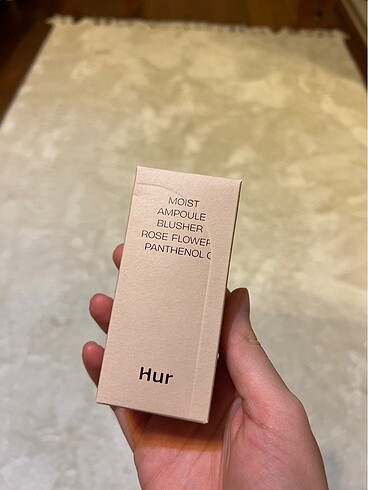 MOIST
AMPOULE
BLUSHER
ROSE FLOWER
PANTHENOL
Hur